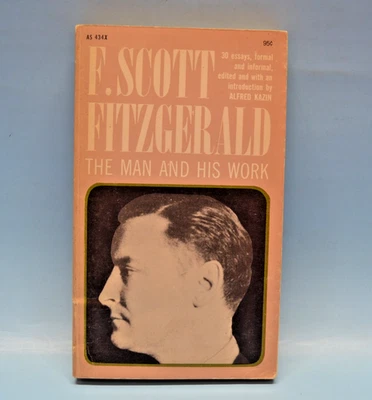 AS 434X
95¢
F. SCOTT
FITZGERALD
30 essays, formal
and informal,
edited and with an
introduction by
ALFRED KAZIN
THE MAN AND HIS WORK